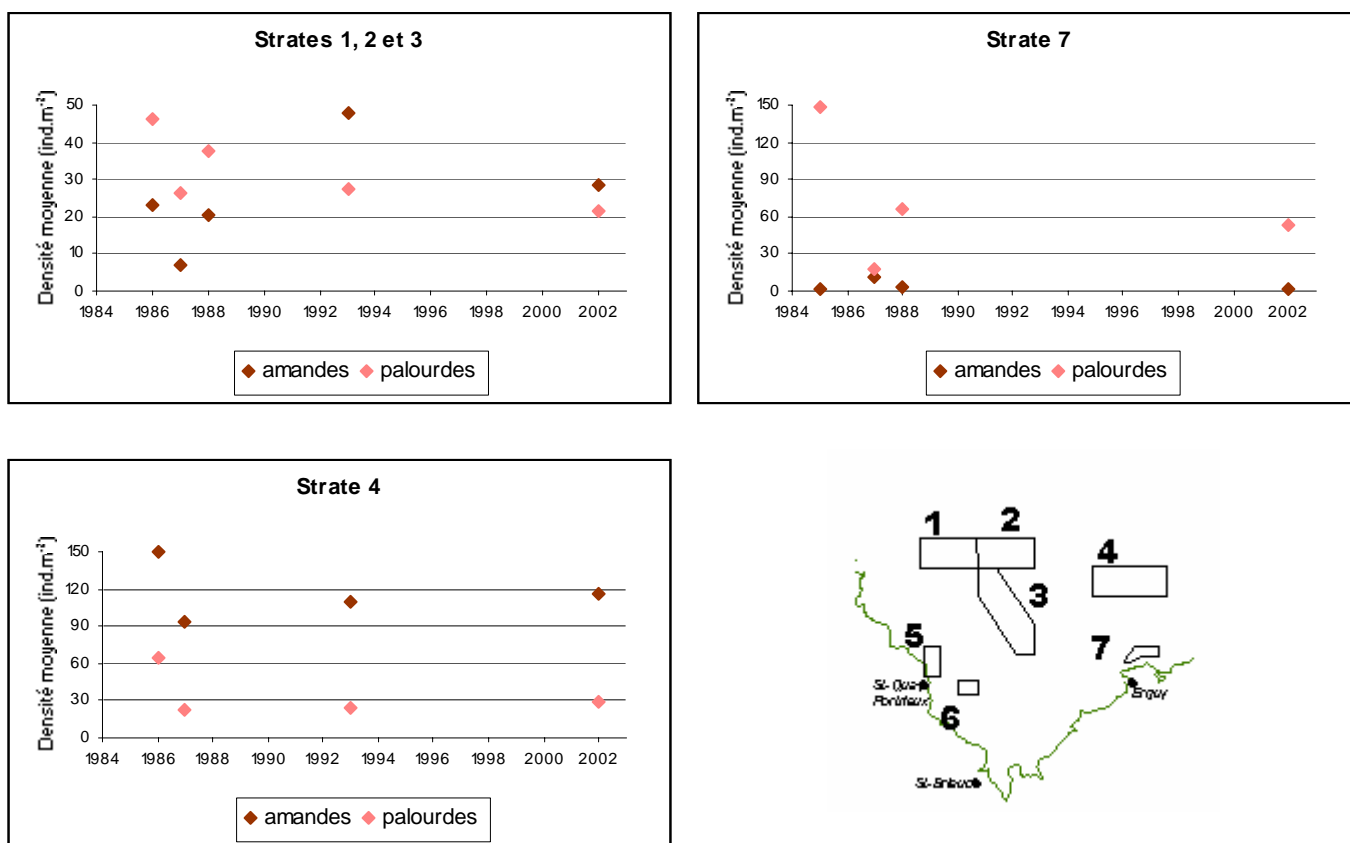 Strates 1, 2 et 3
Densité moyenne (ind.m-2)
50
40
30
20
10
0
1984 1986 1988 1990 1992 1994 1996 1998 2000 2002
amandes palourdes
Strate 7
Densité moyenne (ind.m-2)
150
120
90
60
30
0
1984 1986 1988 1990 1992 1994 1996 1998 2000 2002
amandes palourdes
Strate 4
Densité moyenne (ind.m-2)
150
120
90
60
30
0
1984 1986 1988 1990 1992 1994 1996 1998 2000 2002
amandes palourdes
1 2
4
3
5
7
St-Quay
Portrieux
Erquy
6
St-Brieuc